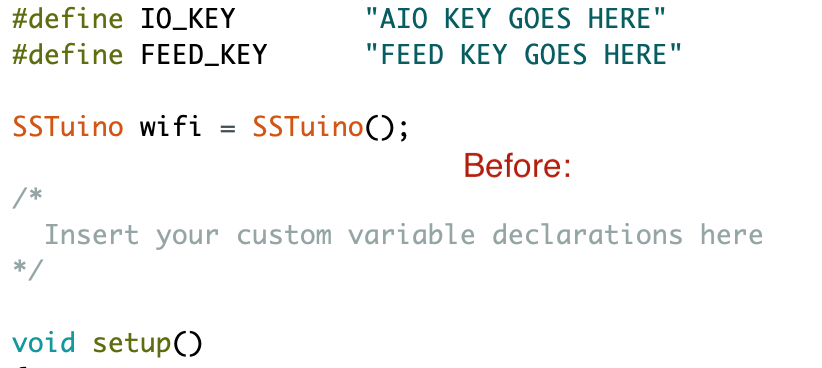 #define IO_KEY        "AIO KEY GOES HERE"
#define FEED_KEY      "FEED KEY GOES HERE"
SSTuino wifi = SSTuino();
Before:
/*
  Insert your custom variable declarations here
*/
void setup()